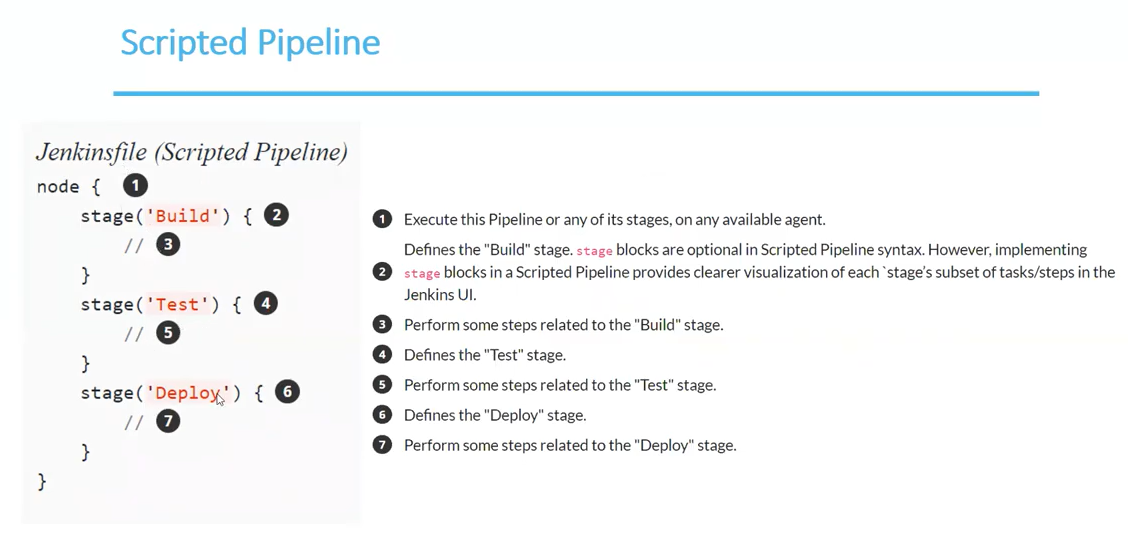 Scripted Pipeline
Jenkinsfile (Scripted Pipeline)
node { 1
stage('Build') { 2
// 3
}
stage('Test') { 4
// 5
}
stage('Deploy') { 6
// 7
}
}
1 Execute this Pipeline or any of its stages, on any available agent.
Defines the "Build" stage. stage blocks are optional in Scripted Pipeline syntax. However, implementing
2 stage blocks in a Scripted Pipeline provides clearer visualization of each `stage's subset of tasks/steps in the
Jenkins UI.
3 Perform some steps related to the "Build" stage.
4 Defines the "Test" stage.
5 Perform some steps related to the "Test" stage.
6 Defines the "Deploy" stage.
7 Perform some steps related to the "Deploy" stage.